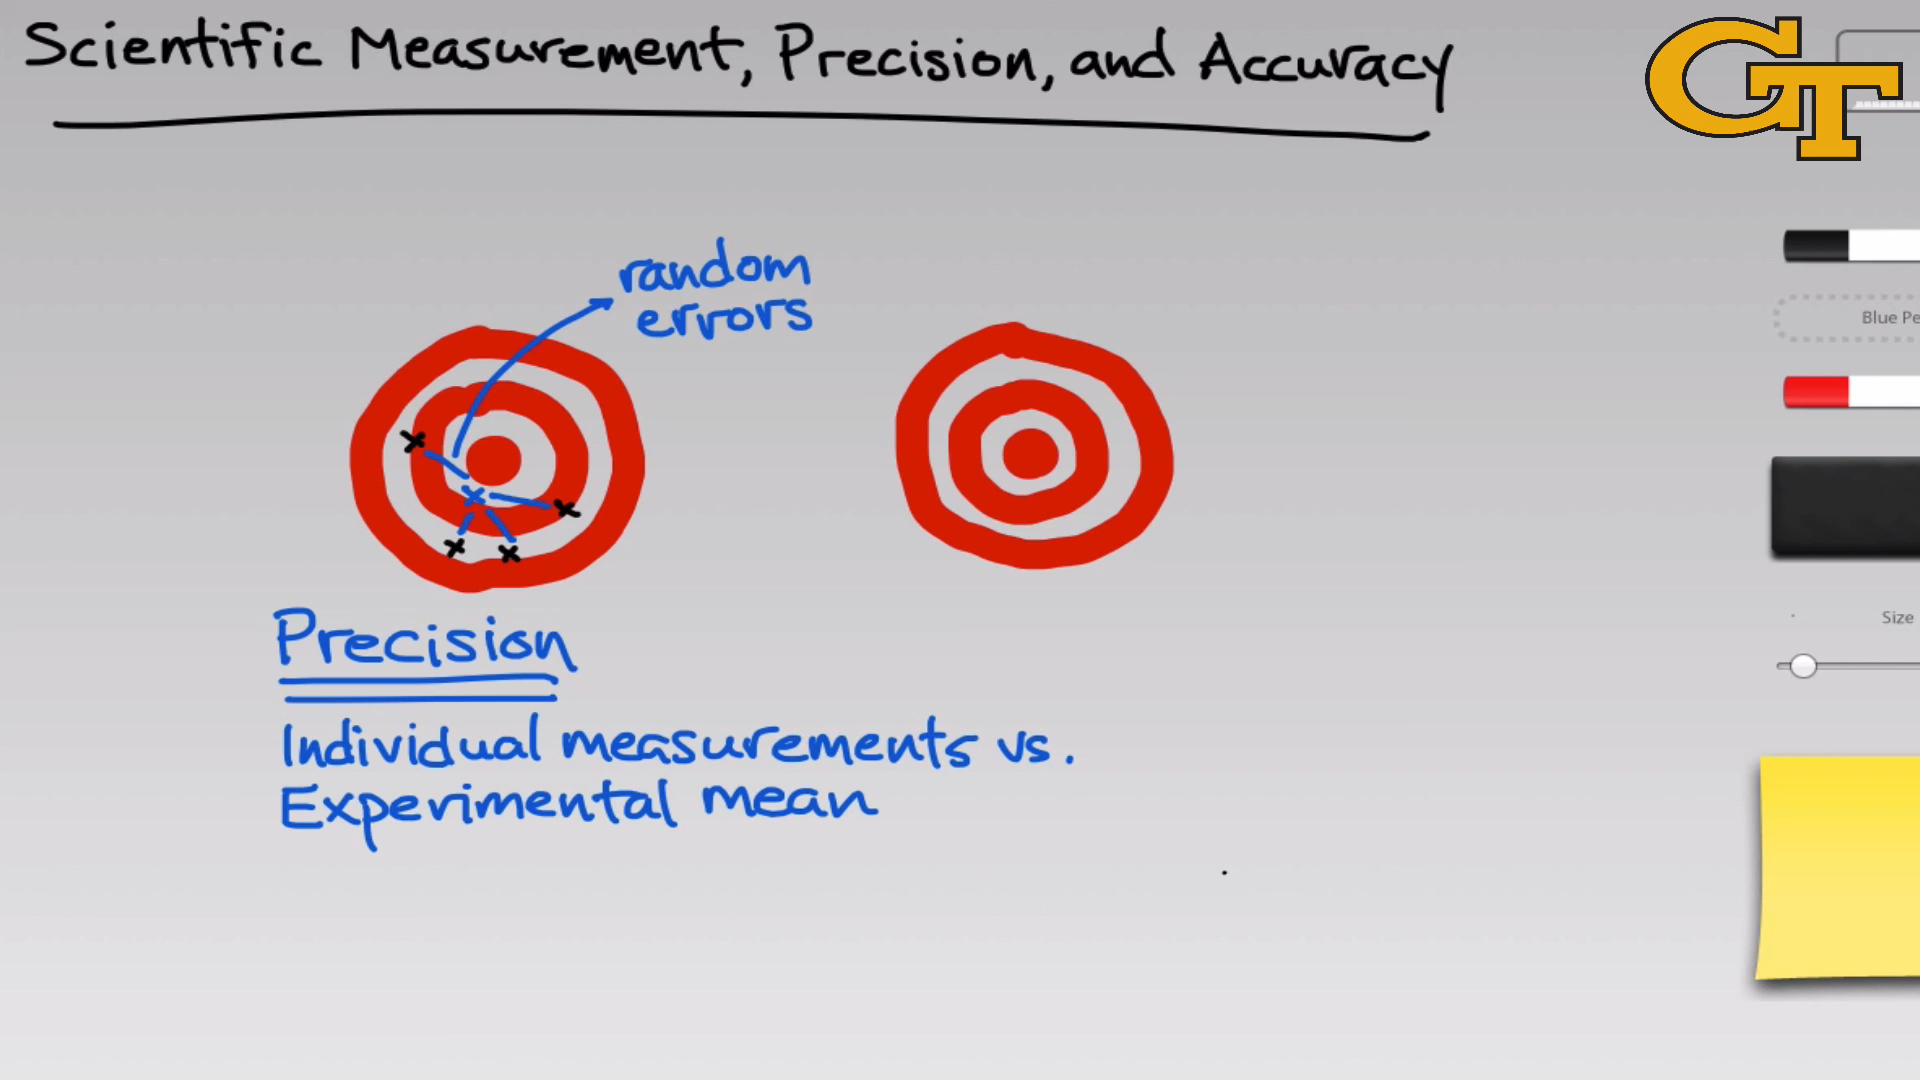 Scientific Measurement, Precision, and Accuracy
GT
random
errors
Blue Pe
Size
Precision
Individual measurements vs.
Experimental mean